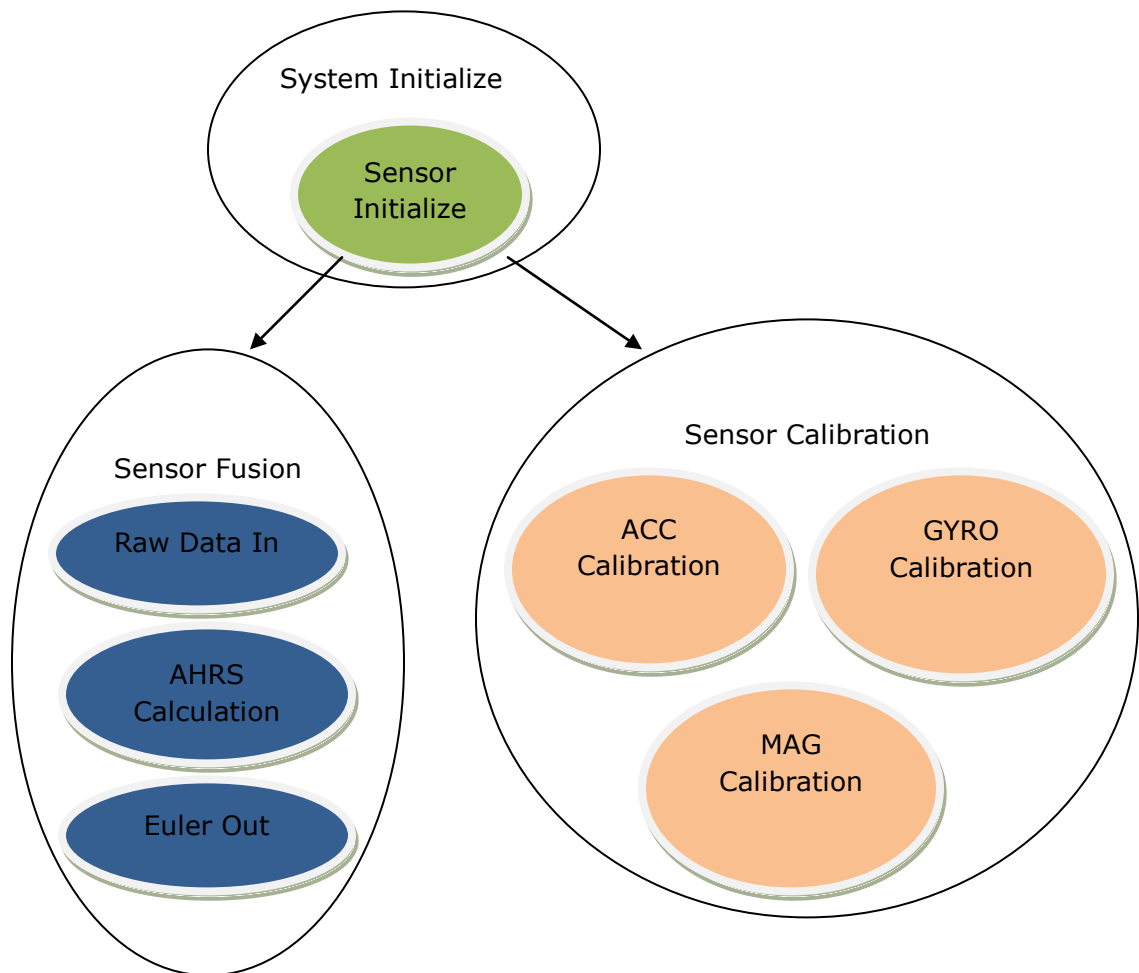 System Initialize
Sensor
Initialize
Sensor Fusion
Raw Data In
AHRS
Calculation
Euler Out
Sensor Calibration
ACC
Calibration
GYRO
Calibration
MAG
Calibration